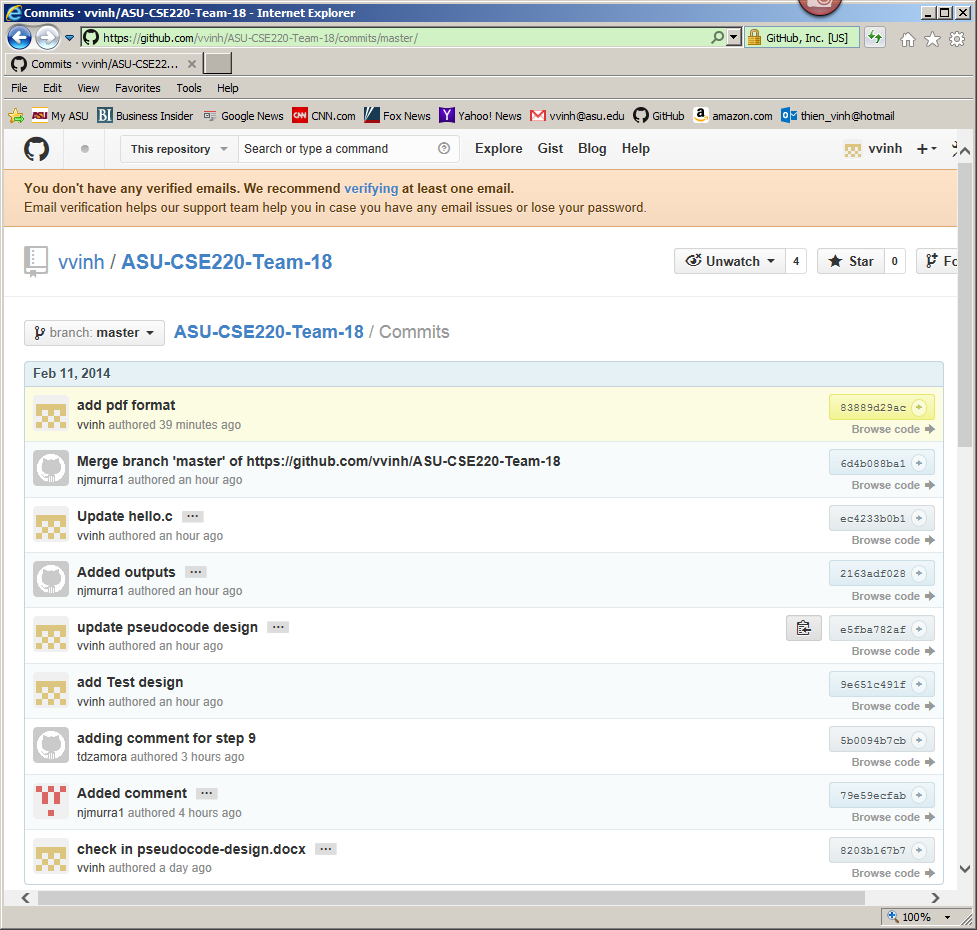 Commits · vvinh/ASU-CSE220-Team-18 - Internet Explorer
https://github.com/vvinh/ASU-CSE220-Team-18/commits/master/
GitHub, Inc. [US]
Commits · vvinh/ASU-CSE22...
File Edit View Favorites Tools Help
ASU My ASU BI Business Insider Google News CNN CNN.com Fox News Y Yahoo! News vvinh@asu.edu GitHub a amazon.com thien_vinh@hotmail
This repository Search or type a command Explore Gist Blog Help vvinh
You don't have any verified emails. We recommend verifying at least one email.
Email verification helps our support team help you in case you have any email issues or lose your password.
vvinh / ASU-CSE220-Team-18 Unwatch 4 Star 0 Fo
branch: master ASU-CSE220-Team-18 / Commits
Feb 11, 2014
add pdf format 83889d29ac
vvinh authored 39 minutes ago Browse code
Merge branch 'master' of https://github.com/vvinh/ASU-CSE220-Team-18 6d4b088ba1
njmurra1 authored an hour ago Browse code
Update hello.c ... ec4233b0b1
vvinh authored an hour ago Browse code
Added outputs ... 2163adf028
njmurra1 authored an hour ago Browse code
update pseudocode design ... e5fba782af
vvinh authored an hour ago Browse code
add Test design 9e651c491f
vvinh authored an hour ago Browse code
adding comment for step 9 5b0094b7cb
tdzamora authored 3 hours ago Browse code
Added comment ... 79e59ecfab
njmurra1 authored 4 hours ago Browse code
check in pseudocode-design.docx ... 8203b167b7
vvinh authored a day ago Browse code
100%